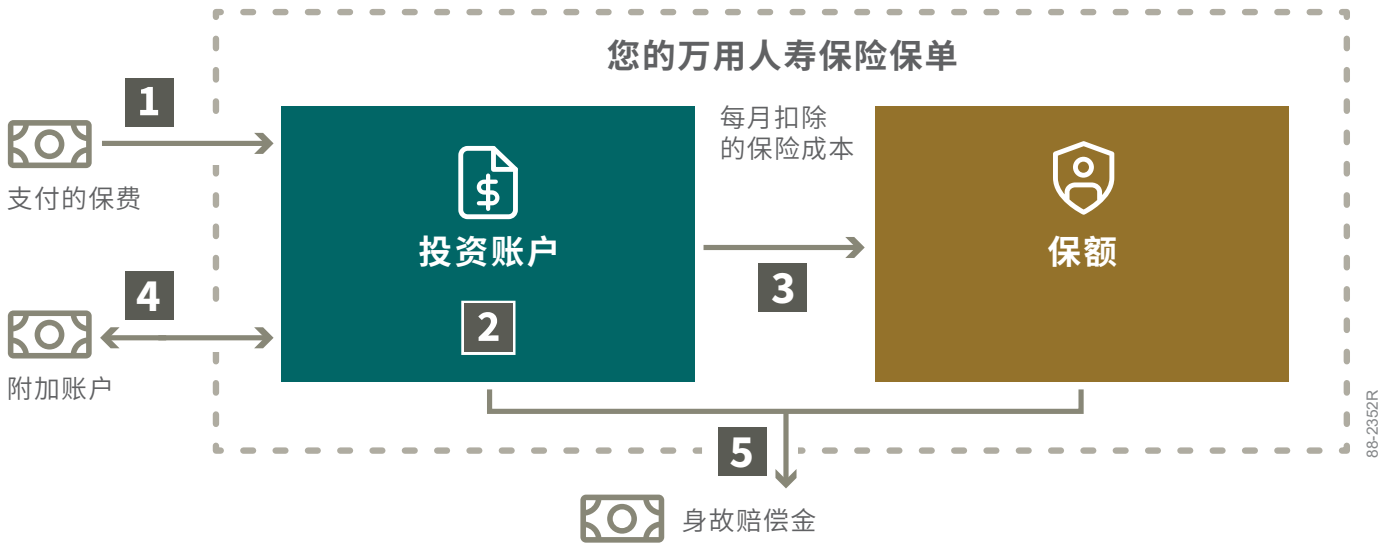 您的万用人寿保险保单
1
支付的保费
每月扣除
的保险成本
$
投资账户
2
3
保额
4
附加账户
5
身故赔偿金
88-2352R